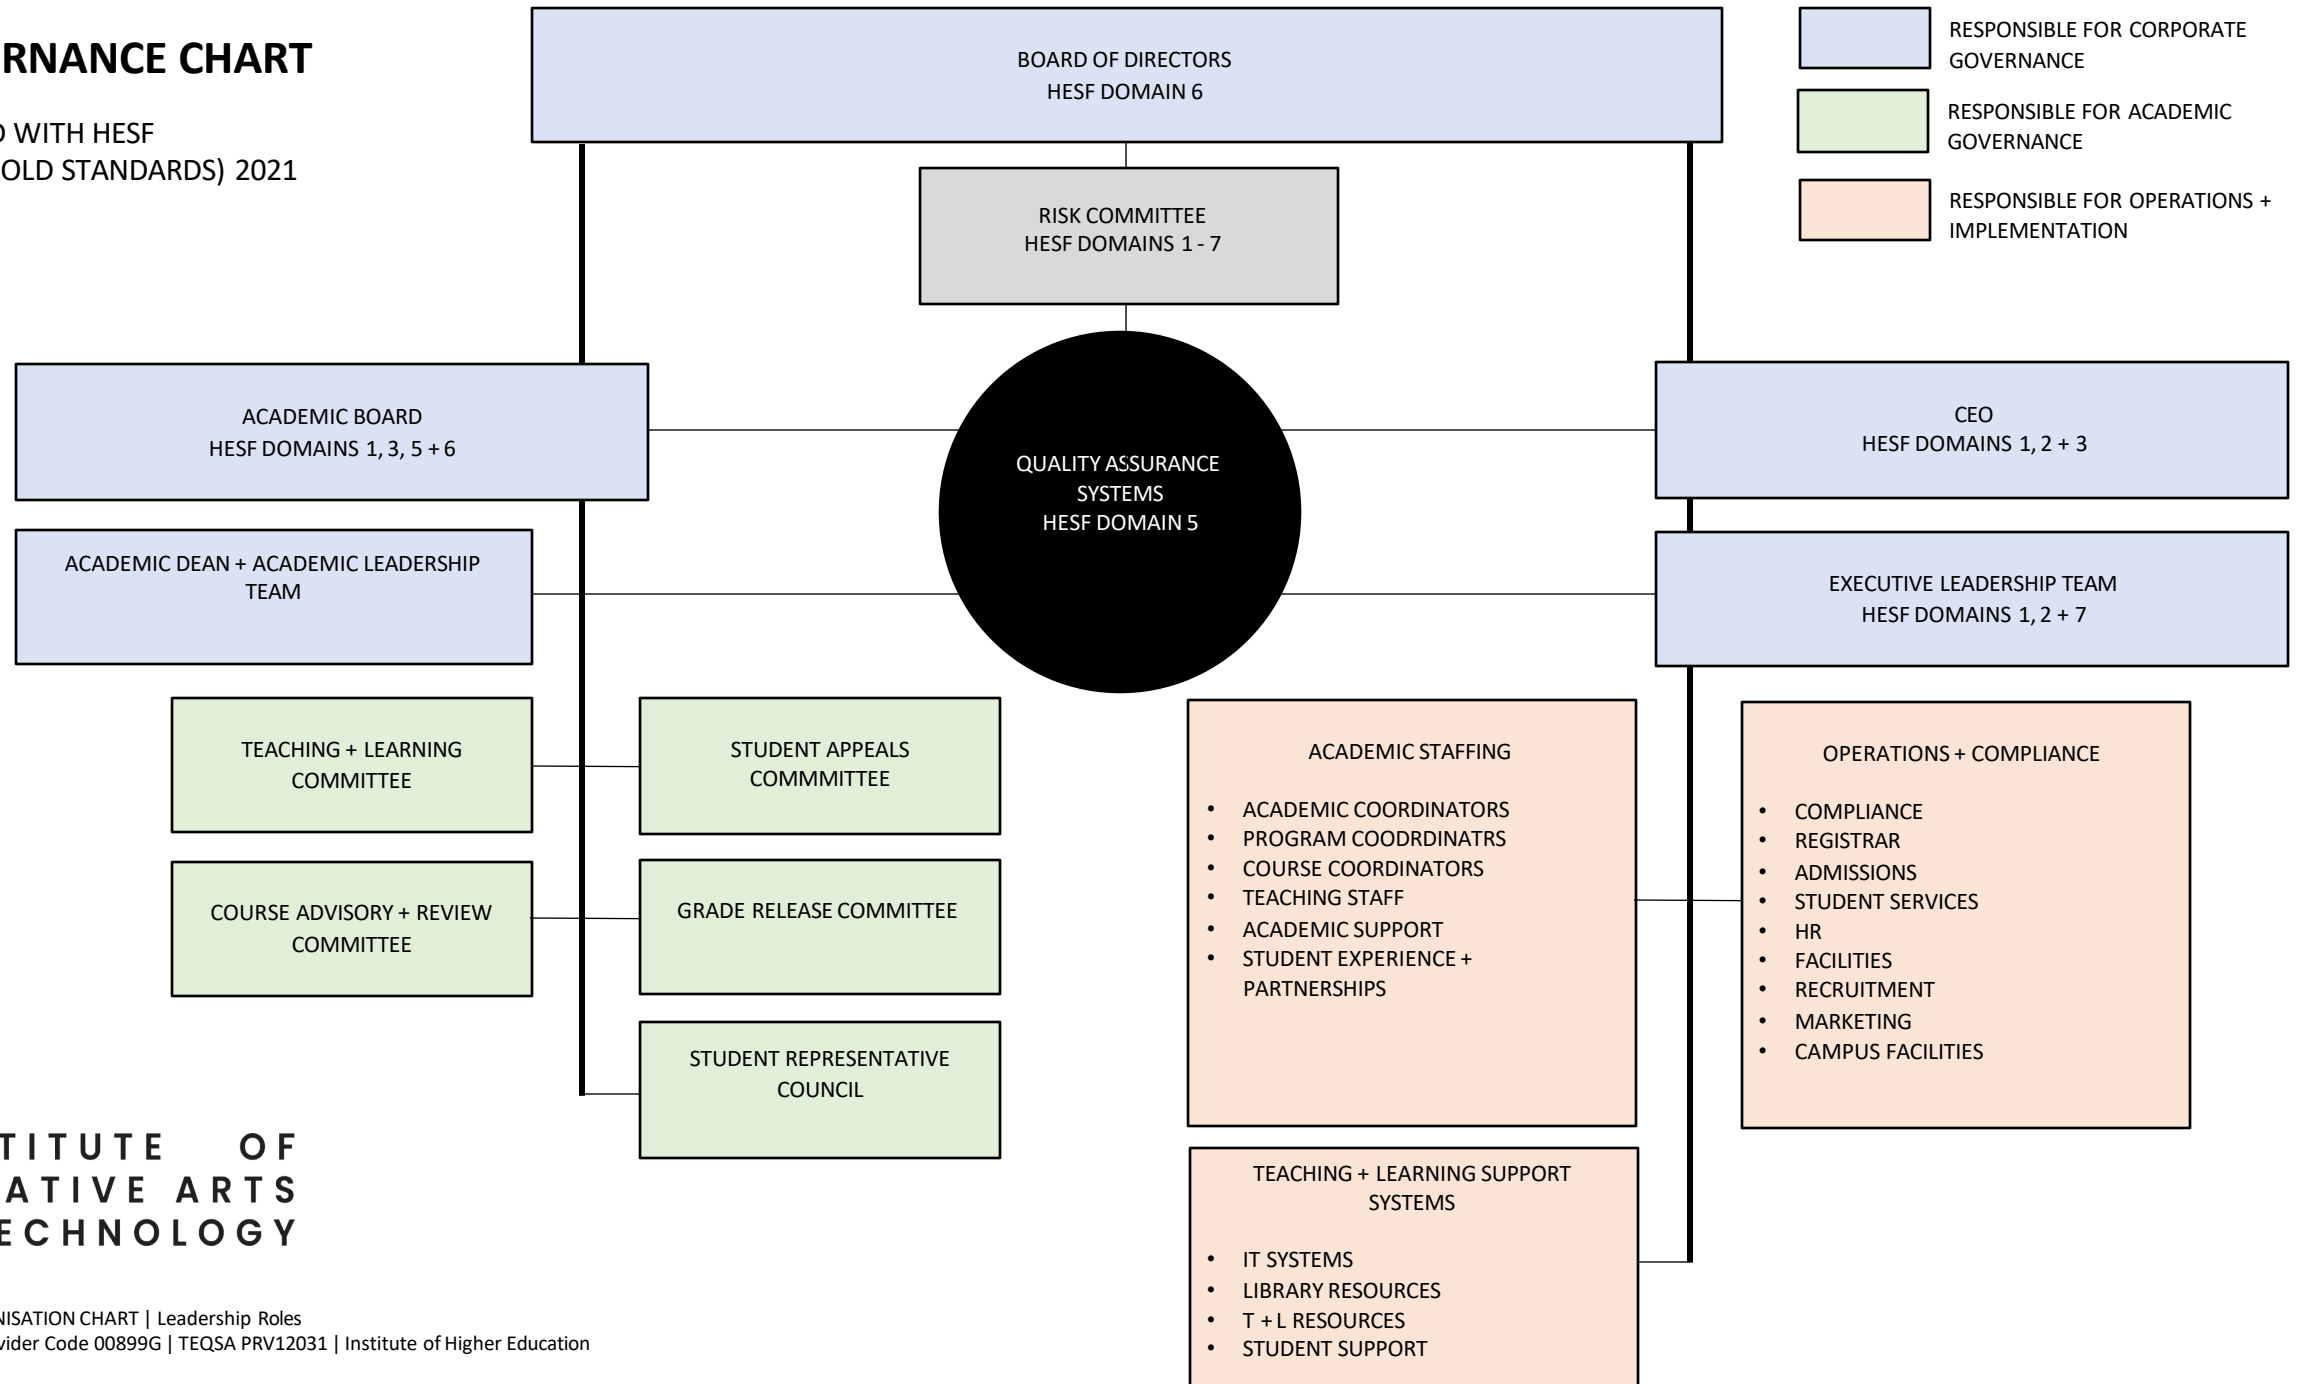 RNANCE CHART
D WITH HESF
OLD STANDARDS) 2021
BOARD OF DIRECTORS
HESF DOMAIN 6
RESPONSIBLE FOR CORPORATE
GOVERNANCE
RESPONSIBLE FOR ACADEMIC
GOVERNANCE
RESPONSIBLE FOR OPERATIONS +
IMPLEMENTATION
RISK COMMITTEE
HESF DOMAINS 1 - 7
ACADEMIC BOARD
HESF DOMAINS 1, 3, 5 + 6
QUALITY ASSURANCE
SYSTEMS
HESF DOMAIN 5
CEO
HESF DOMAINS 1, 2 + 3
ACADEMIC DEAN + ACADEMIC LEADERSHIP
TEAM
EXECUTIVE LEADERSHIP TEAM
HESF DOMAINS 1, 2 + 7
TEACHING + LEARNING
COMMITTEE
STUDENT APPEALS
COMMMITTEE
COURSE ADVISORY + REVIEW
COMMITTEE
GRADE RELEASE COMMITTEE
STUDENT REPRESENTATIVE
COUNCIL
ACADEMIC STAFFING
• ACADEMIC COORDINATORS
• PROGRAM COODRDINATRS
• COURSE COORDINATORS
• TEACHING STAFF
• ACADEMIC SUPPORT
• STUDENT EXPERIENCE +
PARTNERSHIPS
OPERATIONS + COMPLIANCE
• COMPLIANCE
• REGISTRAR
• ADMISSIONS
• STUDENT SERVICES
• HR
• FACILITIES
• RECRUITMENT
• MARKETING
• CAMPUS FACILITIES
TEACHING + LEARNING SUPPORT
SYSTEMS
• IT SYSTEMS
• LIBRARY RESOURCES
• T + L RESOURCES
• STUDENT SUPPORT
TITUTE OF
ATIVE ARTS
ECHNOLOGY
NISATION CHART | Leadership Roles
vider Code 00899G | TEQSA PRV12031 | Institute of Higher Education